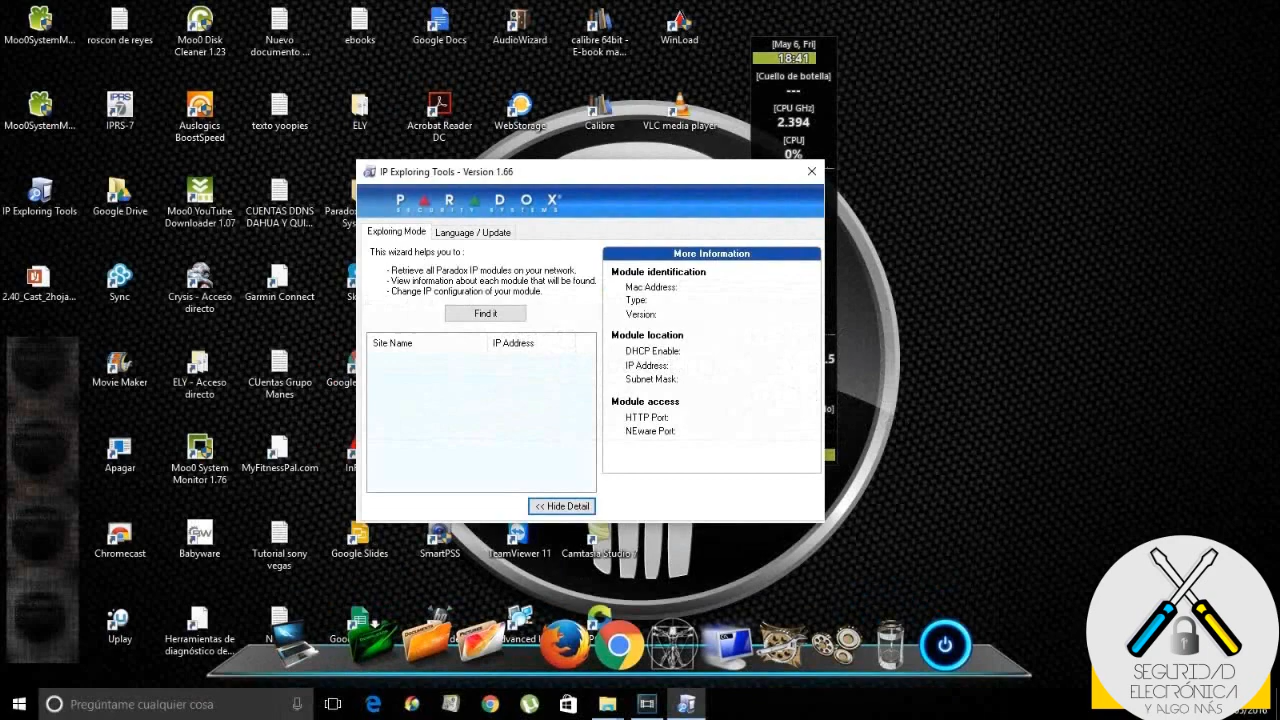 Moo0SystemM...
roscon de reyes
Moo0 Disk
Cleaner 1.23
Nuevo
documento ...
ebooks
Google Docs
AudioWizard
calibre 64bit -
E-book ma...
WinLoad
[May 6, Fri]
18:41
[Cuello de botella]
---
[CPU GHz]
2.394
[CPU]
0%
Moo0SystemM...
IPRS-7
Auslogics
BoostSpeed
texto yoopies
ELY
Acrobat Reader
DC
WebStorage
Calibre
VLC media player
IP Exploring Tools - Version 1.66
PARADOX
SECURITY SYSTEMS
IP Exploring Tools
Google Drive
Moo0 YouTube
Downloader 1.07
CUENTAS DDNS
DAHUA Y QUI...
Exploring Mode
Language / Update
This wizard helps you to :
- Retrieve all Paradox IP modules on your network.
- View information about each module that will be found.
- Change IP configuration of your module.
Find it
Site Name
IP Address
<< Hide Detail
More Information
Module identification
Mac Address:
Type:
Version:
Module location
DHCP Enable:
IP Address:
Subnet Mask:
Module access
HTTP Port:
NEware Port:
2.40_Cast_2hoja...
Sync
Crysis - Acceso
directo
Garmin Connect
Movie Maker
ELY - Acceso
directo
CUentas Grupo
Manes
Apagar
Moo0 System
Monitor 1.76
MyFitnessPal.com
Chromecast
Babyware
Tutorial sony
vegas
Google Slides
SmartPSS
TeamViewer 11
Camtasia Studio
Uplay
Herramientas de
diagnóstico de...
Pregúntame cualquier cosa
SEGURIDAD
ELECTRÓNICA
Y ALGO MÁS